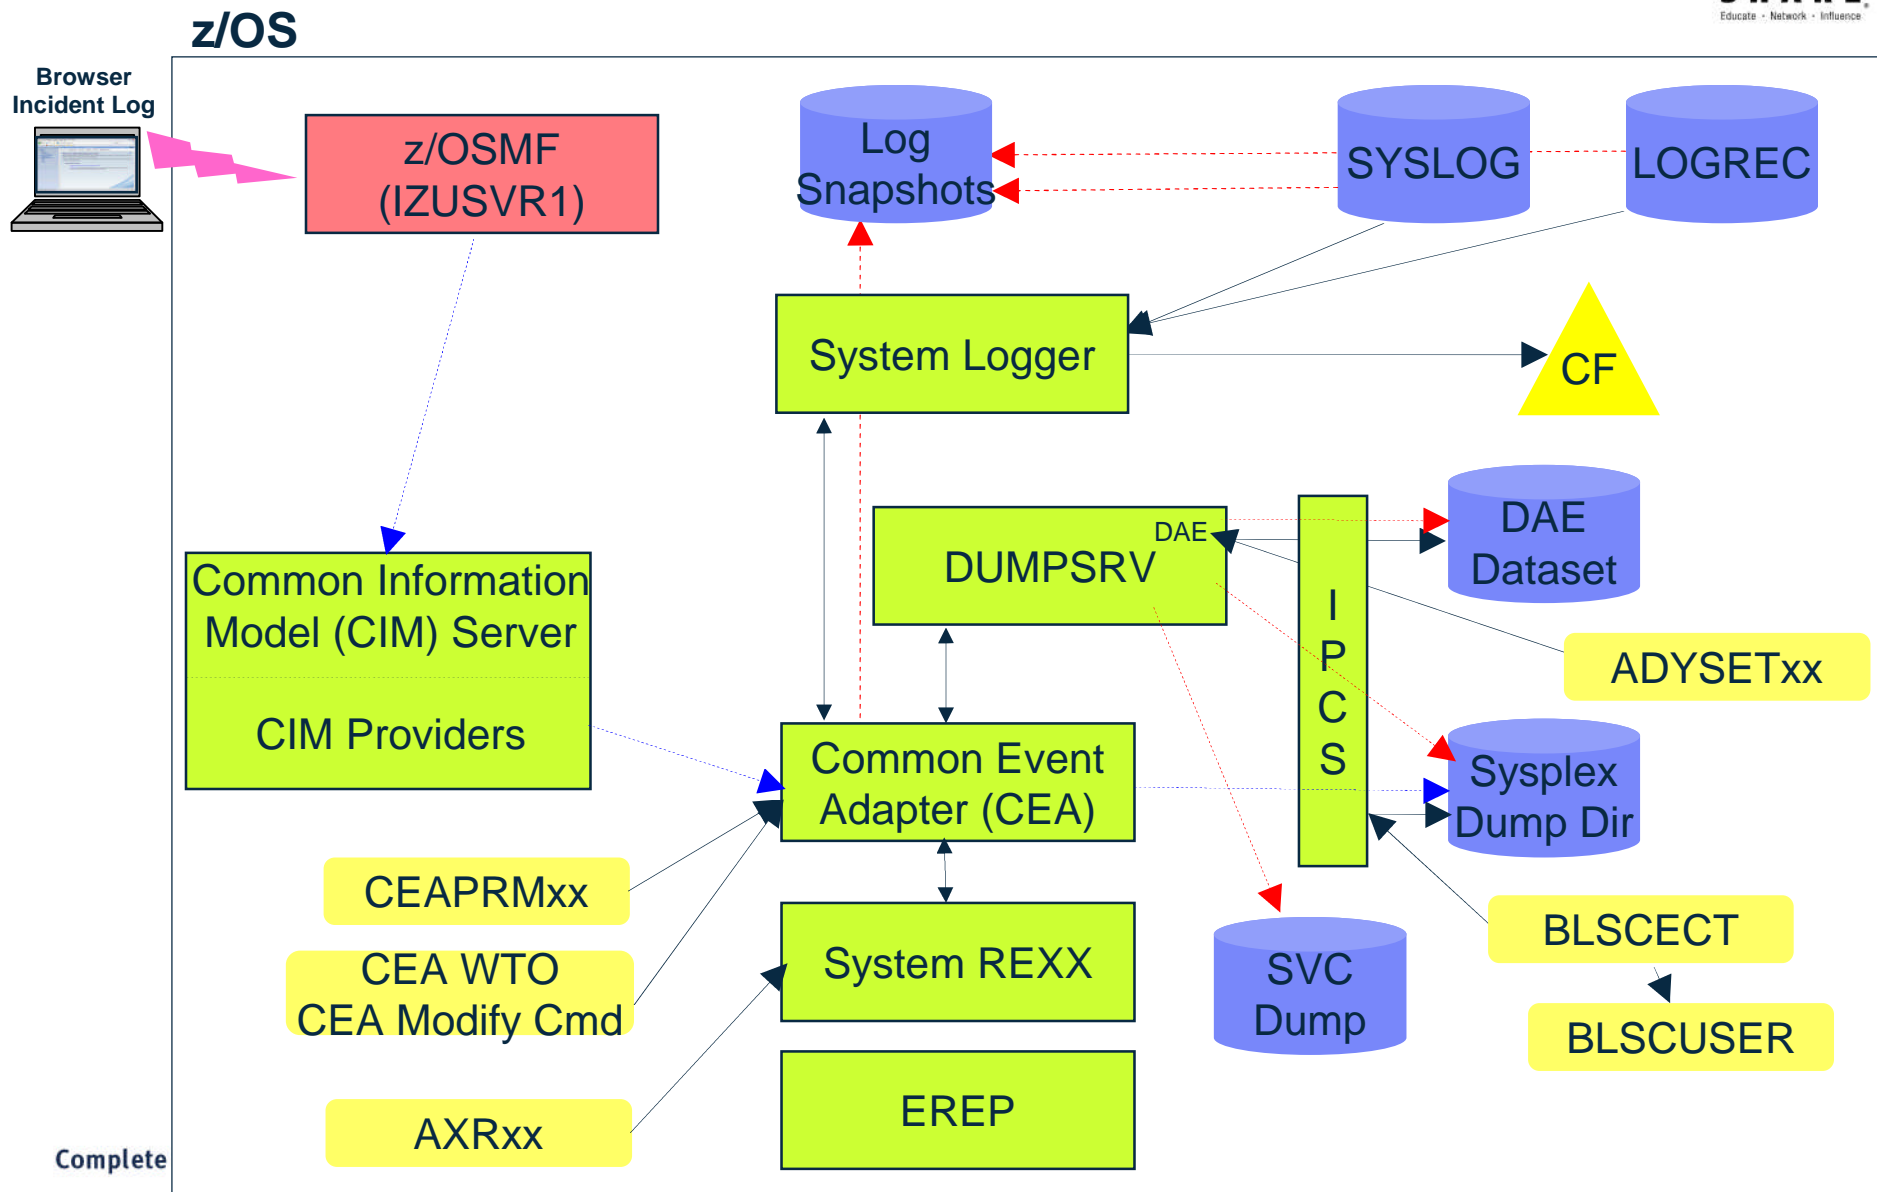 z/OS
Educate · Network · Influence
Browser
Incident Log
z/OSMF
(IZUSVR1)
Log
Snapshots
SYSLOG
LOGREC
System Logger
CF
DAE
DUMPSRV
DAE
Dataset
I
P
C
S
Common Information
Model (CIM) Server
CIM Providers
ADYSETxx
Common Event
Adapter (CEA)
Sysplex
Dump Dir
CEAPRMxx
CEA WTO
CEA Modify Cmd
System REXX
SVC
Dump
BLSCECT
BLSCUSER
AXRxx
EREP
Complete